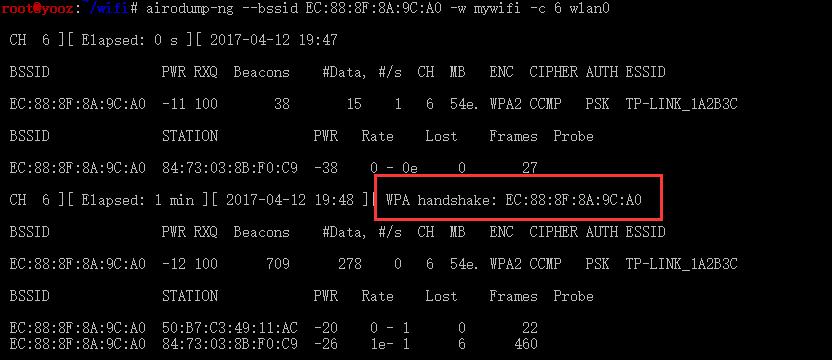 root@yooz:~/wifi# airodump-ng --bssid EC:88:8F:8A:9C:A0 -w mywifi -c 6 wlan0
CH 6 ][ Elapsed: 0 s ][ 2017-04-12 19:47
BSSID PWR RXQ Beacons #Data, #/s CH MB ENC CIPHER AUTH ESSID
EC:88:8F:8A:9C:A0 -11 100 38 15 1 6 54e. WPA2 CCMP PSK TP-LINK_1A2B3C
BSSID STATION PWR Rate Lost Frames Probe
EC:88:8F:8A:9C:A0 84:73:03:8B:F0:C9 -38 0 - 0e 0 27
CH 6 ][ Elapsed: 1 min ][ 2017-04-12 19:48 ][ WPA handshake: EC:88:8F:8A:9C:A0
BSSID PWR RXQ Beacons #Data, #/s CH MB ENC CIPHER AUTH ESSID
EC:88:8F:8A:9C:A0 -12 100 709 278 0 6 54e. WPA2 CCMP PSK TP-LINK_1A2B3C
BSSID STATION PWR Rate Lost Frames Probe
EC:88:8F:8A:9C:A0 50:B7:C3:49:11:AC -20 0 - 1 0 22
EC:88:8F:8A:9C:A0 84:73:03:8B:F0:C9 -26 1e- 1 6 460